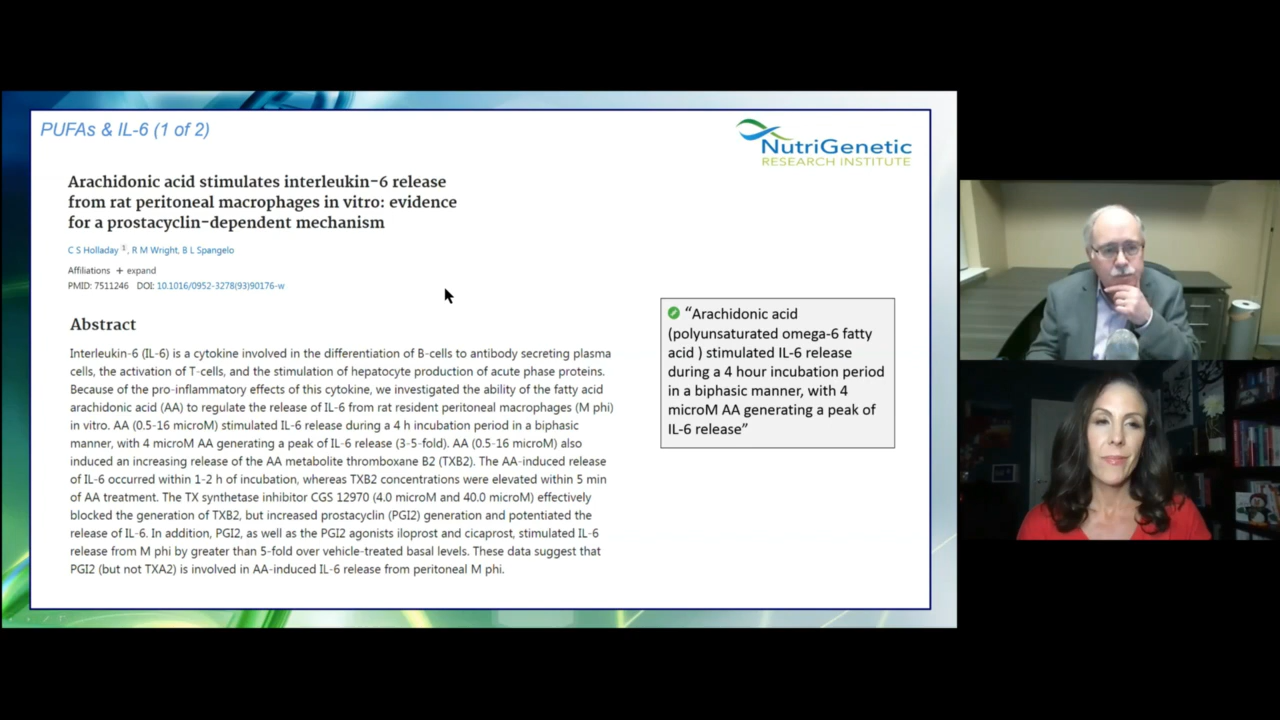 PUFAs & IL-6 (1 of 2)
NutriGenetic
RESEARCH INSTITUTE
Arachidonic acid stimulates interleukin-6 release
from rat peritoneal macrophages in vitro: evidence
for a prostacyclin-dependent mechanism
C S Holladay 1, R M Wright, B L Spangelo
Affiliations + expand
PMID: 7511246 DOI: 10.1016/0952-3278(93)90176-w
Abstract
Interleukin-6 (IL-6) is a cytokine involved in the differentiation of B-cells to antibody secreting plasma
cells, the activation of T-cells, and the stimulation of hepatocyte production of acute phase proteins.
Because of the pro-inflammatory effects of this cytokine, we investigated the ability of the fatty acid
arachidonic acid (AA) to regulate the release of IL-6 from rat resident peritoneal macrophages (M phi)
in vitro. AA (0.5-16 microM) stimulated IL-6 release during a 4 h incubation period in a biphasic
manner, with 4 microM AA generating a peak of IL-6 release (3-5-fold). AA (0.5-16 microM) also
induced an increasing release of the AA metabolite thromboxane B2 (TXB2). The AA-induced release
of IL-6 occurred within 1-2 h of incubation, whereas TXB2 concentrations were elevated within 5 min
of AA treatment. The TX synthetase inhibitor CGS 12970 (4.0 microM and 40.0 microM) effectively
blocked the generation of TXB2, but increased prostacyclin (PGI2) generation and potentiated the
release of IL-6. In addition, PGI2, as well as the PGI2 agonists iloprost and cicaprost, stimulated IL-6
release from M phi by greater than 5-fold over vehicle-treated basal levels. These data suggest that
PGI2 (but not TXA2) is involved in AA-induced IL-6 release from peritoneal M phi.
“Arachidonic acid
(polyunsaturated omega-6 fatty
acid ) stimulated IL-6 release
during a 4 hour incubation period
in a biphasic manner, with 4
microM AA generating a peak of
IL-6 release”